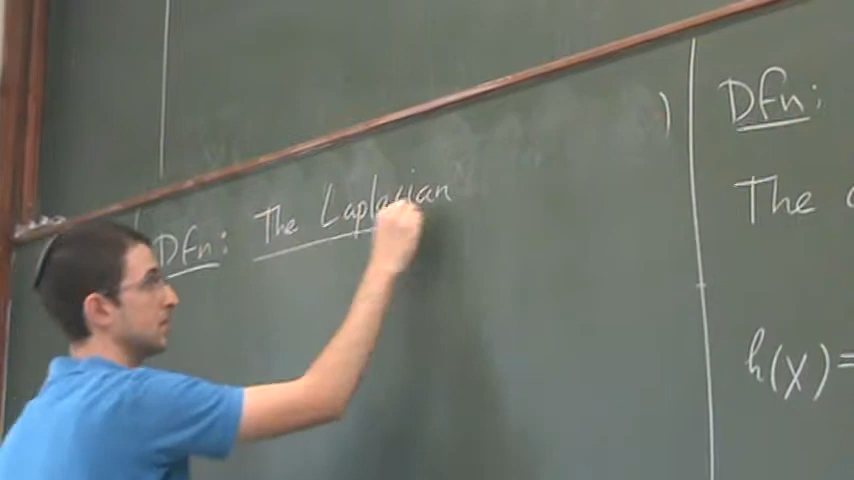 Dfn: The Laplacian
)
Dfn:
The
h(x)=